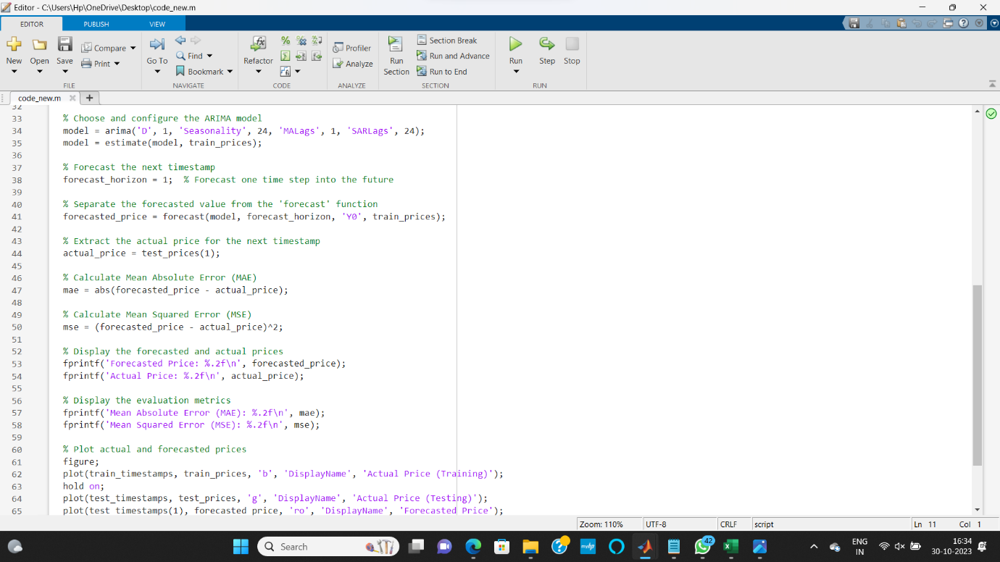 Editor - C:\Users\Hp\OneDrive\Desktop\code_new.m
EDITOR PUBLISH VIEW
New Open Save Compare Print
Go To Find Bookmark
Refactor
Profiler Analyze
Run Section Section Break Run and Advance Run to End
Run Step Stop
FILE NAVIGATE CODE ANALYZE SECTION RUN
code_new.m
32
33 % Choose and configure the ARIMA model
34 model = arima('D', 1, 'Seasonality', 24, 'MALags', 1, 'SARLags', 24);
35 model = estimate(model, train_prices);
36
37 % Forecast the next timestamp
38 forecast_horizon = 1;  % Forecast one time step into the future
39
40 % Separate the forecasted value from the 'forecast' function
41 forecasted_price = forecast(model, forecast_horizon, 'Y0', train_prices);
42
43 % Extract the actual price for the next timestamp
44 actual_price = test_prices(1);
45
46 % Calculate Mean Absolute Error (MAE)
47 mae = abs(forecasted_price - actual_price);
48
49 % Calculate Mean Squared Error (MSE)
50 mse = (forecasted_price - actual_price)^2;
51
52 % Display the forecasted and actual prices
53 fprintf('Forecasted Price: %.2f\n', forecasted_price);
54 fprintf('Actual Price: %.2f\n', actual_price);
55
56 % Display the evaluation metrics
57 fprintf('Mean Absolute Error (MAE): %.2f\n', mae);
58 fprintf('Mean Squared Error (MSE): %.2f\n', mse);
59
60 % Plot actual and forecasted prices
61 figure;
62 plot(train_timestamps, train_prices, 'b', 'DisplayName', 'Actual Price (Training)');
63 hold on;
64 plot(test_timestamps, test_prices, 'g', 'DisplayName', 'Actual Price (Testing)');
65 plot(test_timestamps(1), forecasted_price, 'ro', 'DisplayName', 'Forecasted Price');
Zoom: 110% UTF-8 CRLF script Ln 11 Col 1
Search
myhp
42
ENG
IN
16:34
30-10-2023